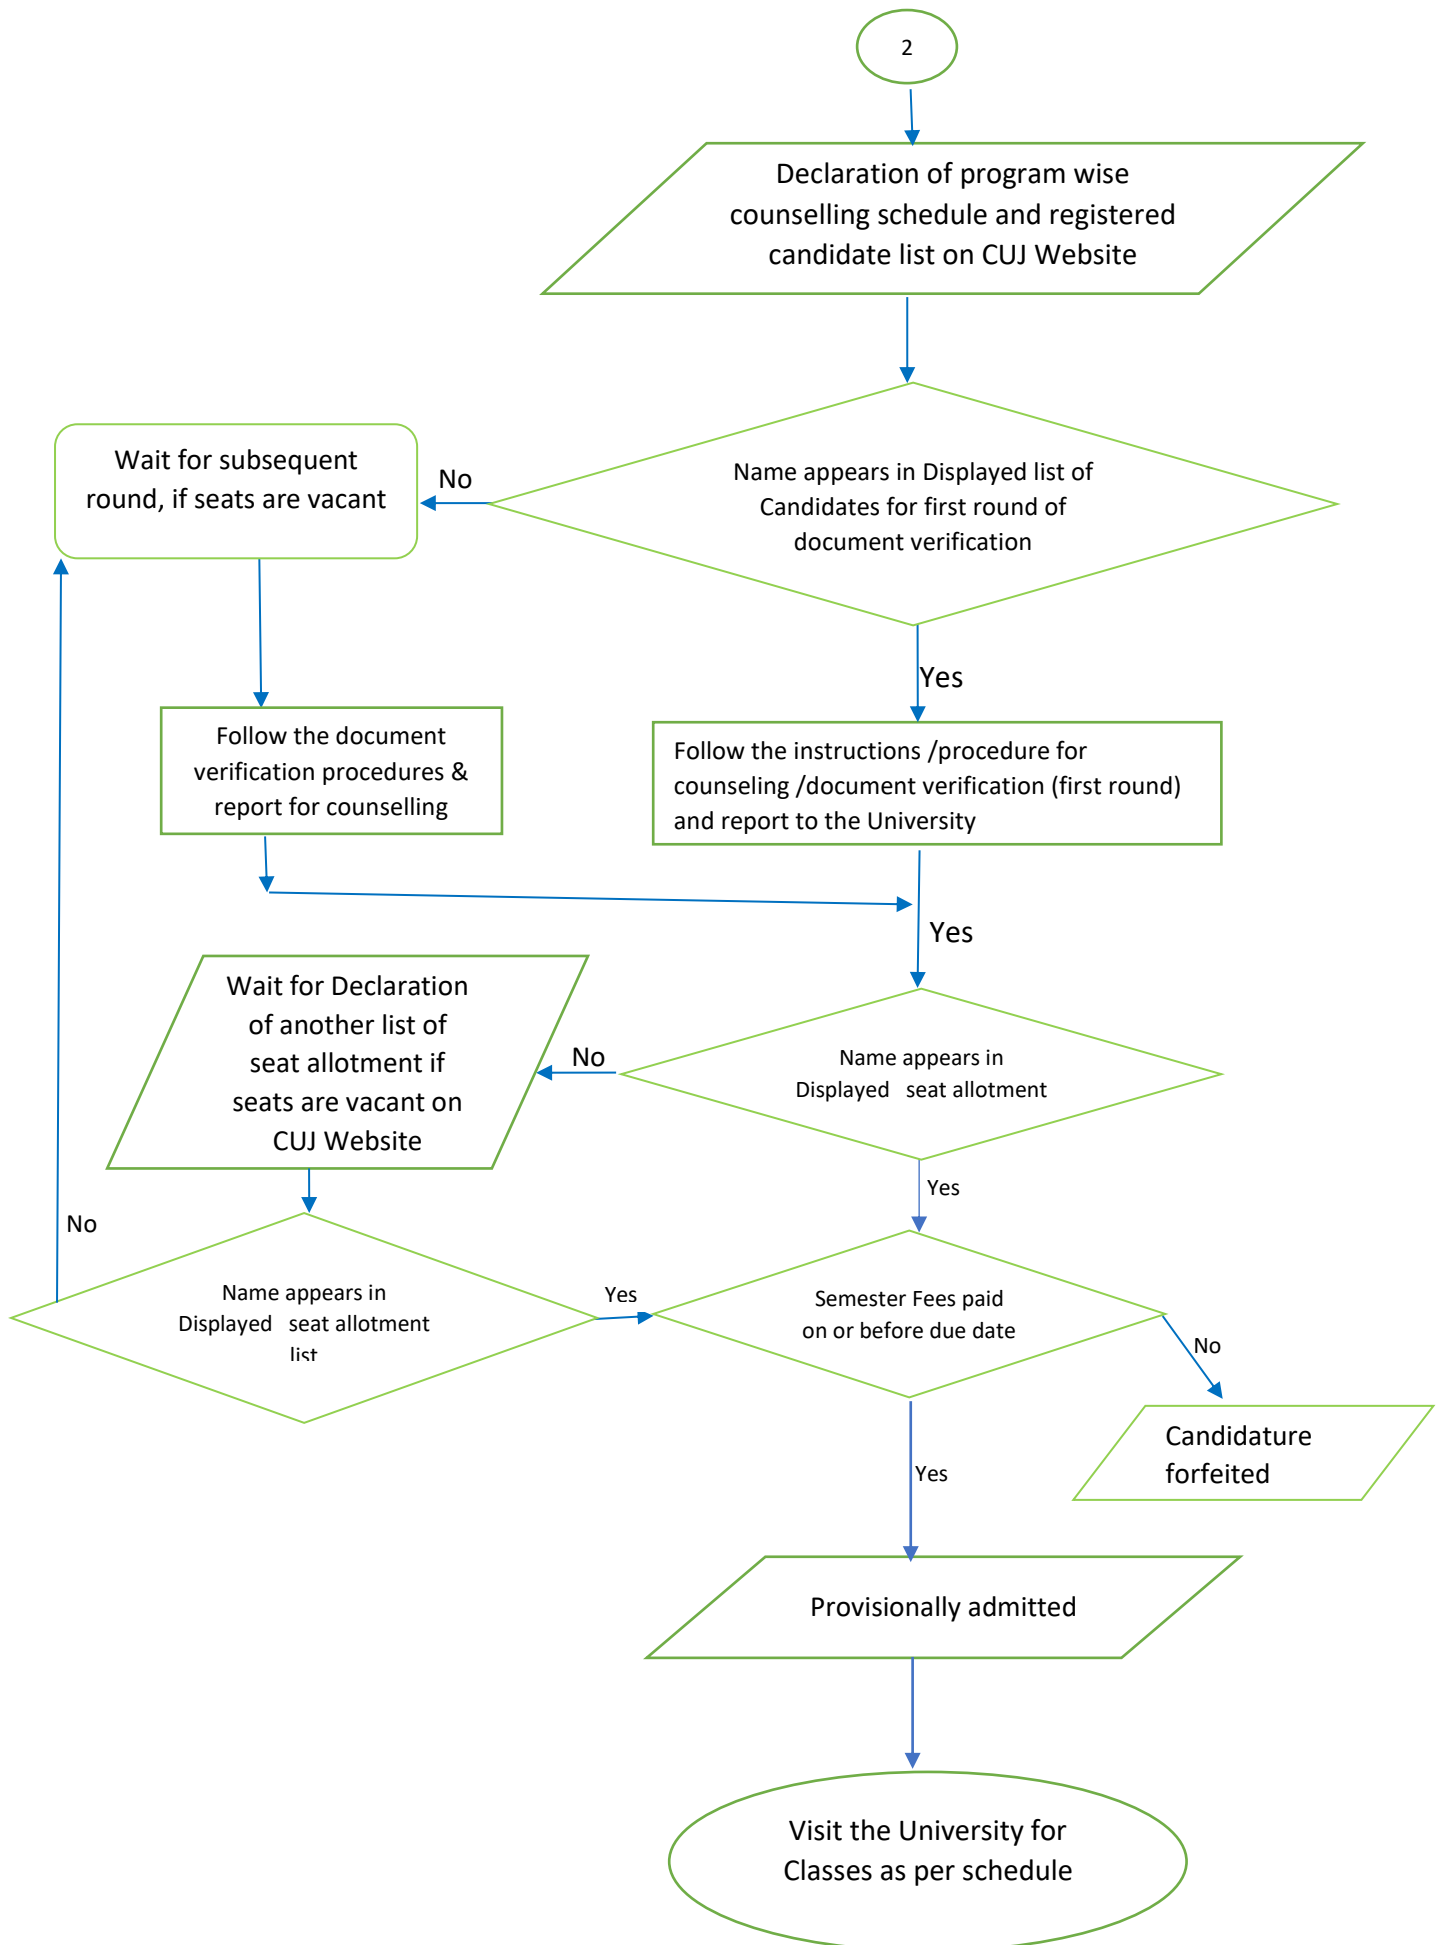 2
Declaration of program wise
counselling schedule and registered
candidate list on CUJ Website
Wait for subsequent
round, if seats are vacant
No
Name appears in Displayed list of
Candidates for first round of
document verification
Yes
Follow the document
verification procedures &
report for counselling
Follow the instructions /procedure for
counseling /document verification (first round)
and report to the University
Yes
Wait for Declaration
of another list of
seat allotment if
seats are vacant on
CUJ Website
No
Name appears in
Displayed seat allotment
Yes
No
Name appears in
Displayed seat allotment
list
Yes
Semester Fees paid
on or before due date
No
Candidature
forfeited
Yes
Provisionally admitted
Visit the University for
Classes as per schedule